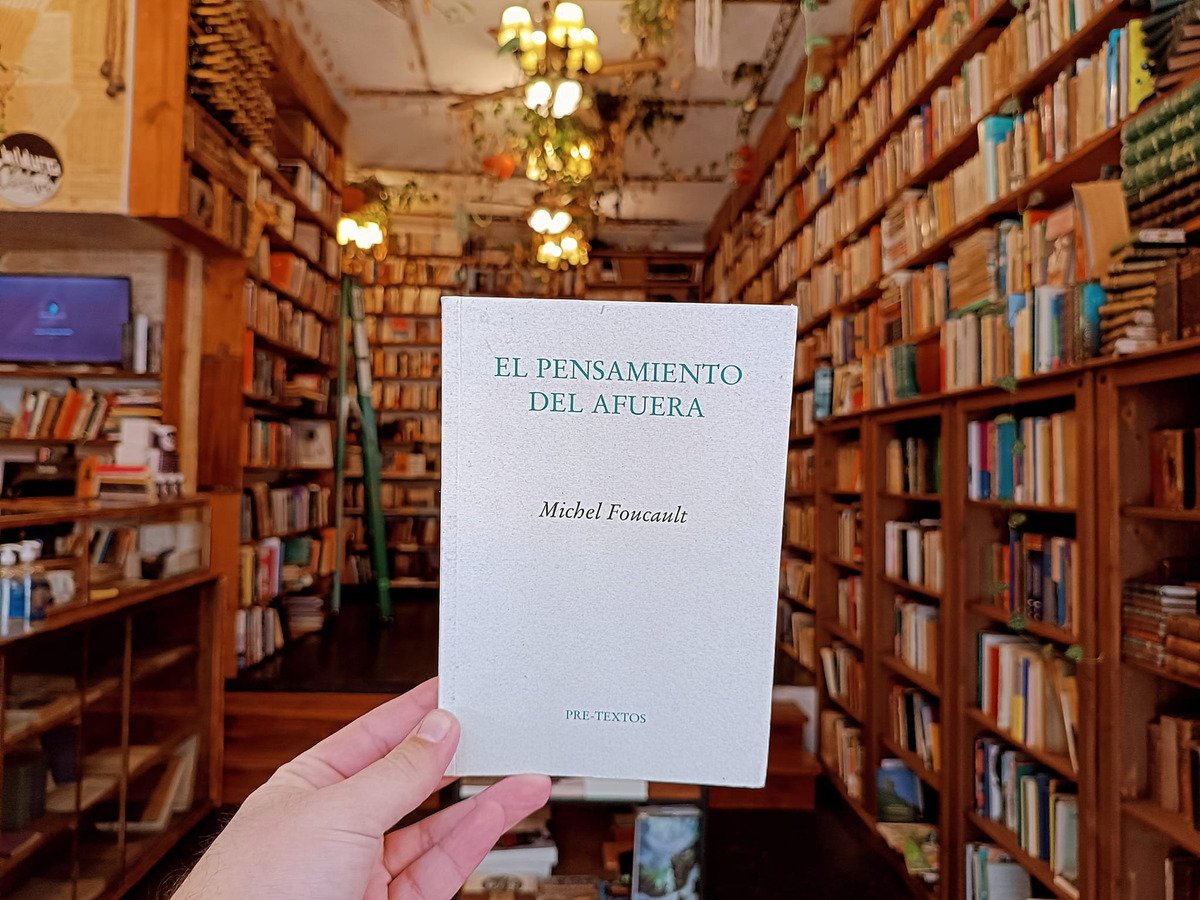 EL PENSAMIENTO
DEL AFUERA
Michel Foucault
PRE-TEXTOS